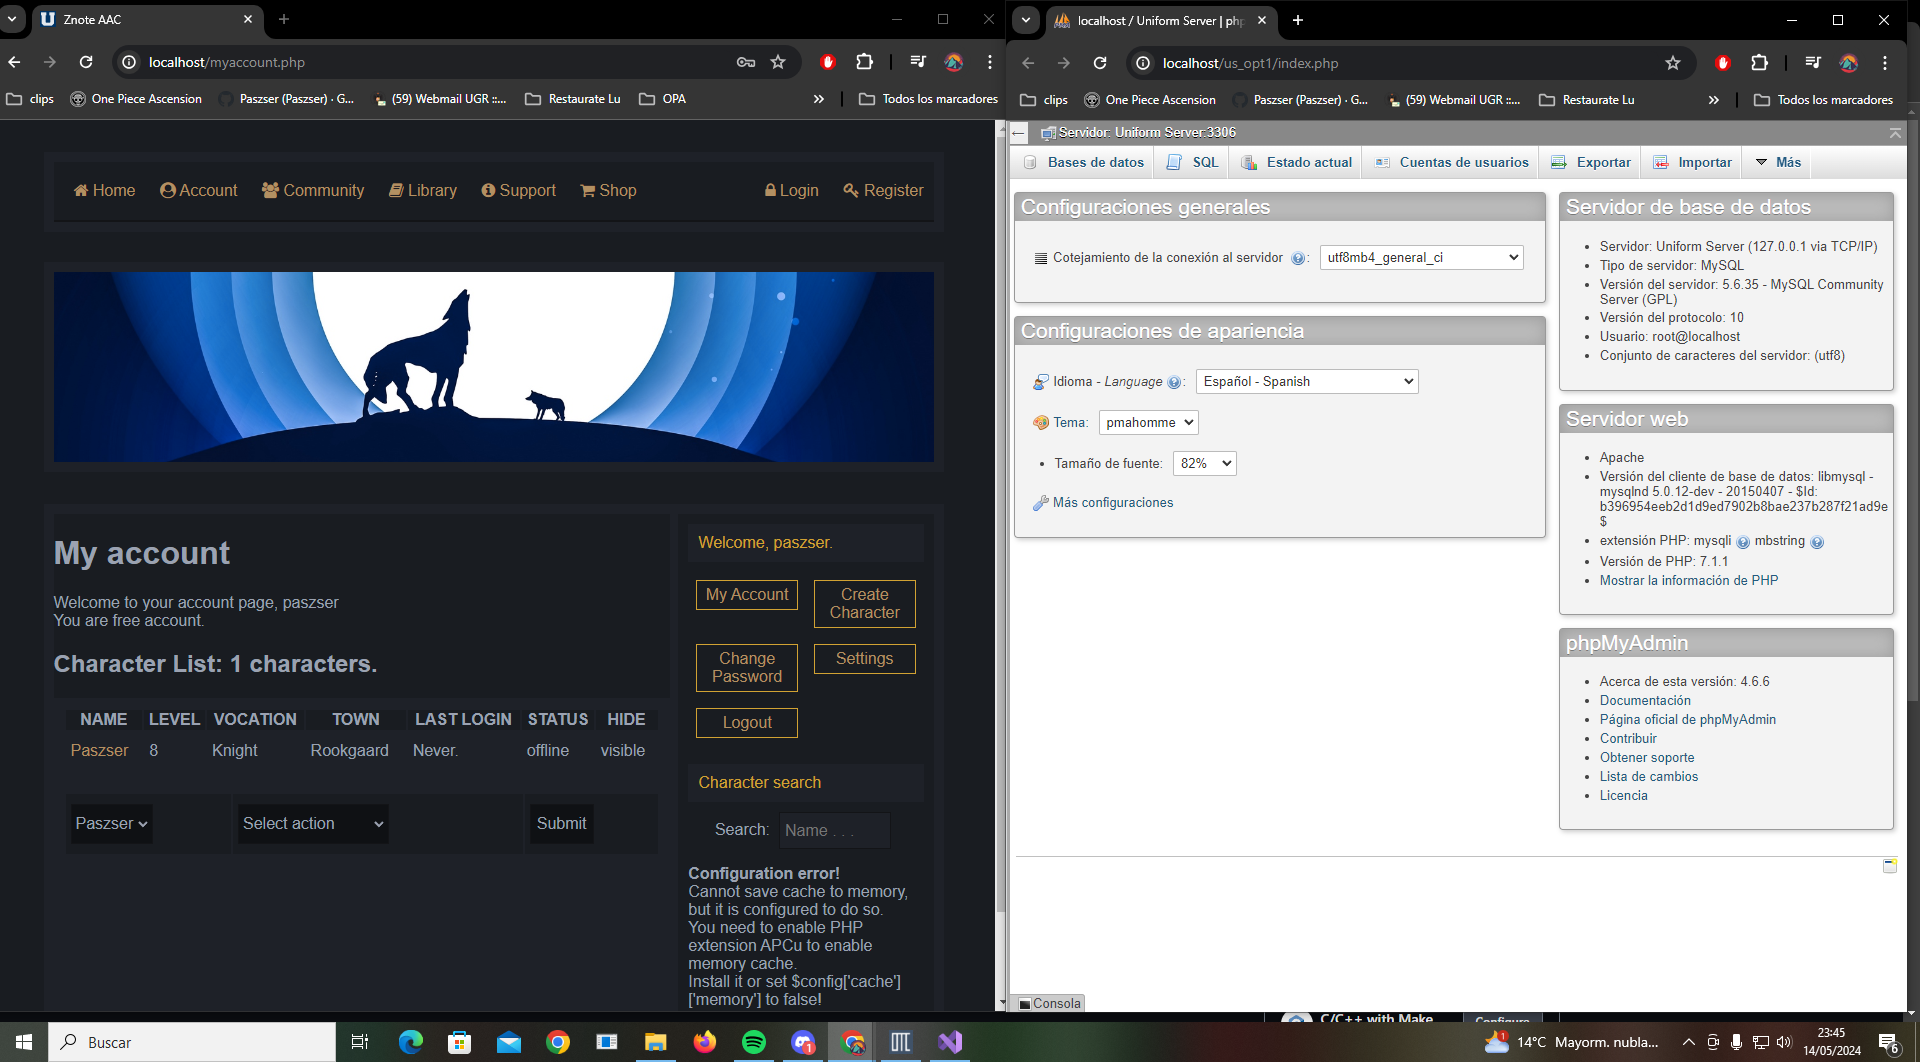 Znote AAC
localhost/myaccount.php
clips
One Piece Ascension
Paszser (Paszser) · G...
(59) Webmail UGR ::...
Restaurate Lu
OPA
Todos los marcadores
Home
Account
Community
Library
Support
Shop
Login
Register
My account
Welcome to your account page, paszser
You are free account.
Character List: 1 characters.
NAME LEVEL VOCATION TOWN LAST LOGIN STATUS HIDE
Paszser 8 Knight Rookgaard Never. offline visible
Paszser
Select action
Submit
Welcome, paszser.
My Account
Create
Character
Change
Password
Settings
Logout
Character search
Search:
Name . . .
Configuration error!
Cannot save cache to memory,
but it is configured to do so.
You need to enable PHP
extension APCu to enable
memory cache.
Install it or set $config['cache']
['memory'] to false!
localhost / Uniform Server | php
localhost/us_opt1/index.php
clips
One Piece Ascension
Paszser (Paszser) · G...
(59) Webmail UGR ::...
Restaurate Lu
Todos los marcadores
Servidor: Uniform Server:3306
Bases de datos
SQL
Estado actual
Cuentas de usuarios
Exportar
Importar
Más
Configuraciones generales
Cotejamiento de la conexión al servidor :
utf8mb4_general_ci
Configuraciones de apariencia
Idioma - Language :
Español - Spanish
Tema:
pmahomme
Tamaño de fuente:
82%
Más configuraciones
Servidor de base de datos
Servidor: Uniform Server (127.0.0.1 via TCP/IP)
Tipo de servidor: MySQL
Versión del servidor: 5.6.35 - MySQL Community
Server (GPL)
Versión del protocolo: 10
Usuario: root@localhost
Conjunto de caracteres del servidor: (utf8)
Servidor web
Apache
Versión del cliente de base de datos: libmysql -
mysqlnd 5.0.12-dev - 20150407 - $Id:
b396954eeb2d1d9ed7902b8bae237b287f21ad9e
$
extensión PHP: mysqli mbstring
Versión de PHP: 7.1.1
Mostrar la información de PHP
phpMyAdmin
Acerca de esta versión: 4.6.6
Documentación
Página oficial de phpMyAdmin
Contribuir
Obtener soporte
Lista de cambios
Licencia
Consola
C/C++ with Make
Configure
Buscar
1
1
14°C Mayorm. nubla...
23:45
14/05/2024
6